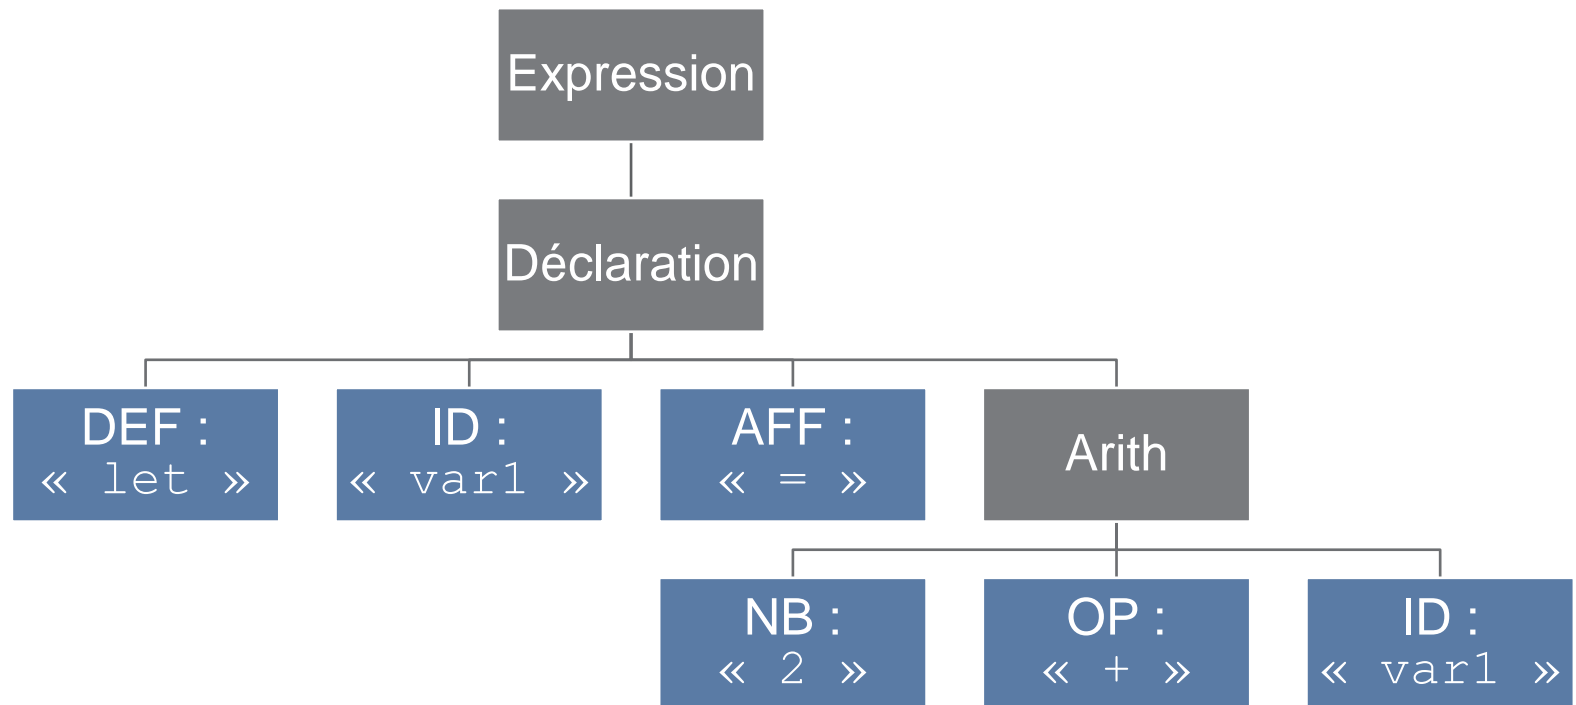 Expression
Déclaration
DEF :
« let »
ID :
« var1 »
AFF :
« = »
Arith
NB :
« 2 »
OP :
« + »
ID :
« var1 »